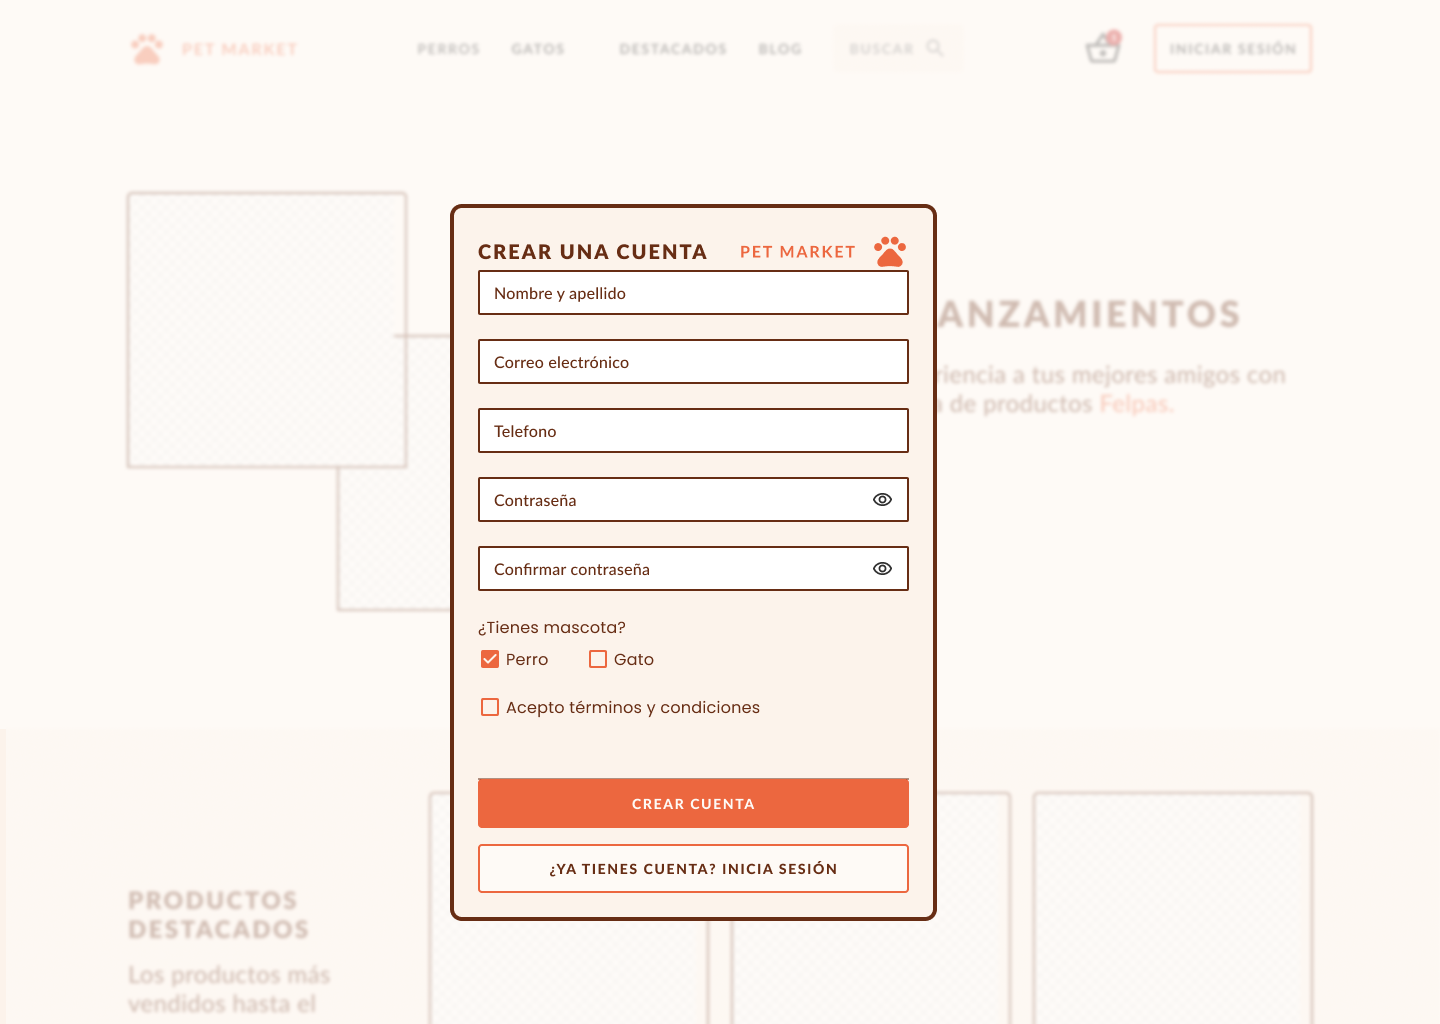 PET MARKET
PERROS GATOS DESTACADOS BLOG BUSCAR
INICIAR SESIÓN
CREAR UNA CUENTA PET MARKET
Nombre y apellido
Correo electrónico
Telefono
Contraseña
Confirmar contraseña
¿Tienes mascota?
Perro Gato
Acepto términos y condiciones
CREAR CUENTA
¿YA TIENES CUENTA? INICIA SESIÓN
ANZAMIENTOS
riencia a tus mejores amigos con
a de productos Felpas.
PRODUCTOS
DESTACADOS
Los productos más
vendidos hasta el